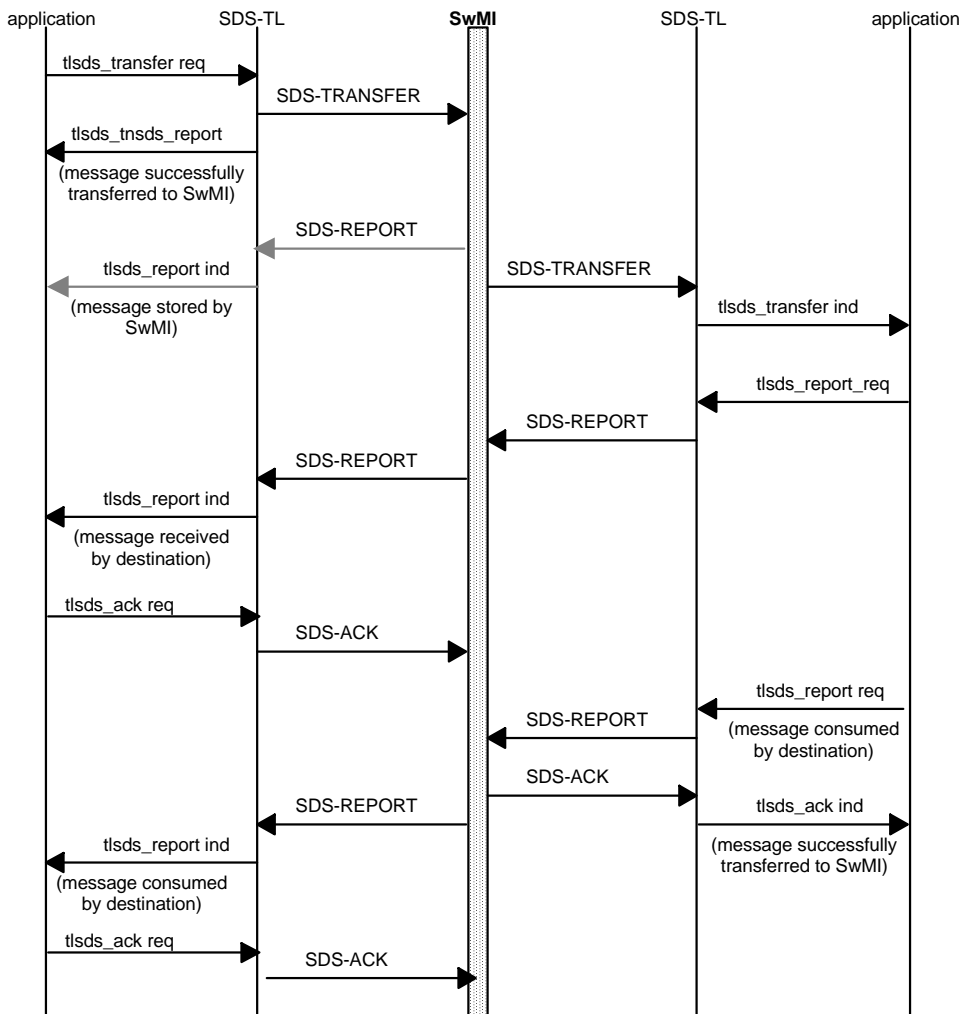 application
SDS-TL
SwMI
SDS-TL
application
tlsds_transfer req
SDS-TRANSFER
tlsds_tnsds_report
(message successfully
transferred to SwMI)
SDS-REPORT
tlsds_report ind
(message stored by
SwMI)
SDS-TRANSFER
tlsds_transfer ind
tlsds_report_req
SDS-REPORT
SDS-REPORT
tlsds_report ind
(message received
by destination)
tlsds_ack req
SDS-ACK
tlsds_report req
(message consumed
by destination)
SDS-REPORT
SDS-ACK
tlsds_ack ind
(message successfully
transferred to SwMI)
SDS-REPORT
tlsds_report ind
(message consumed
by destination)
tlsds_ack req
SDS-ACK